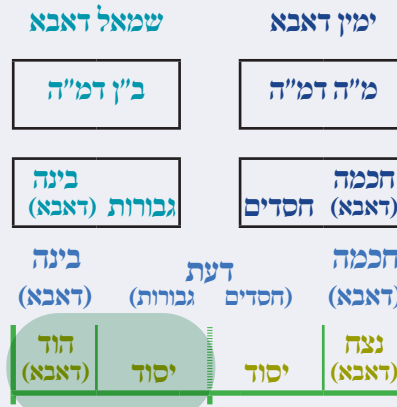 ימין דאבא שמאל דאבא
מ"ה דמ"ה ב"ן דמ"ה
חכמה בינה
(דאבא) חסדים גבורות (דאבא)
חכמה דעת בינה
(דאבא) (חסדים גבורות) (דאבא)
נצח הוד
(דאבא) יסוד יסוד (דאבא)